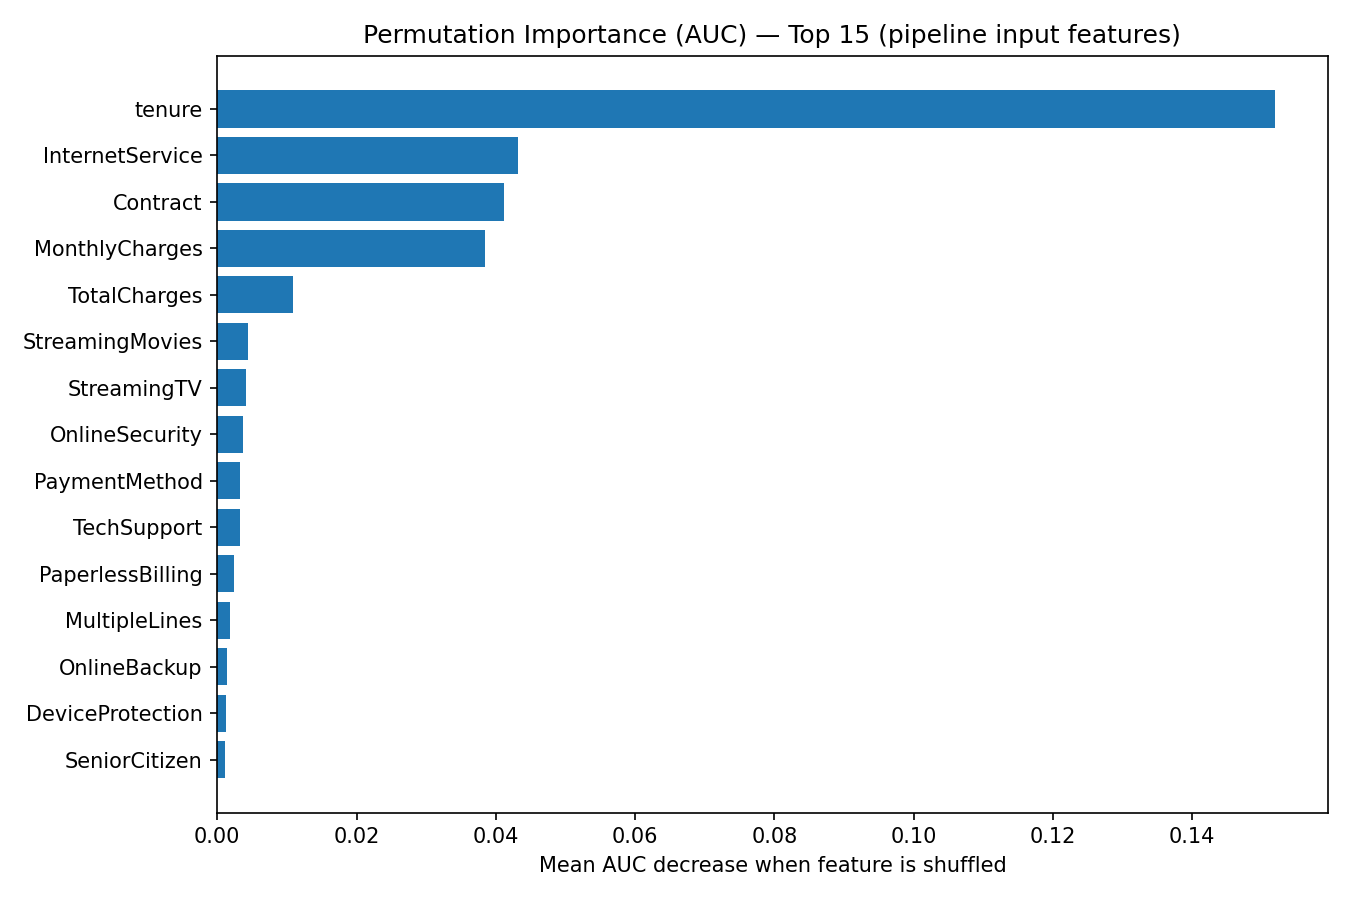 Permutation Importance (AUC) — Top 15 (pipeline input features)
tenure
InternetService
Contract
MonthlyCharges
TotalCharges
StreamingMovies
StreamingTV
OnlineSecurity
PaymentMethod
TechSupport
PaperlessBilling
MultipleLines
OnlineBackup
DeviceProtection
SeniorCitizen
0.00 0.02 0.04 0.06 0.08 0.10 0.12 0.14
Mean AUC decrease when feature is shuffled